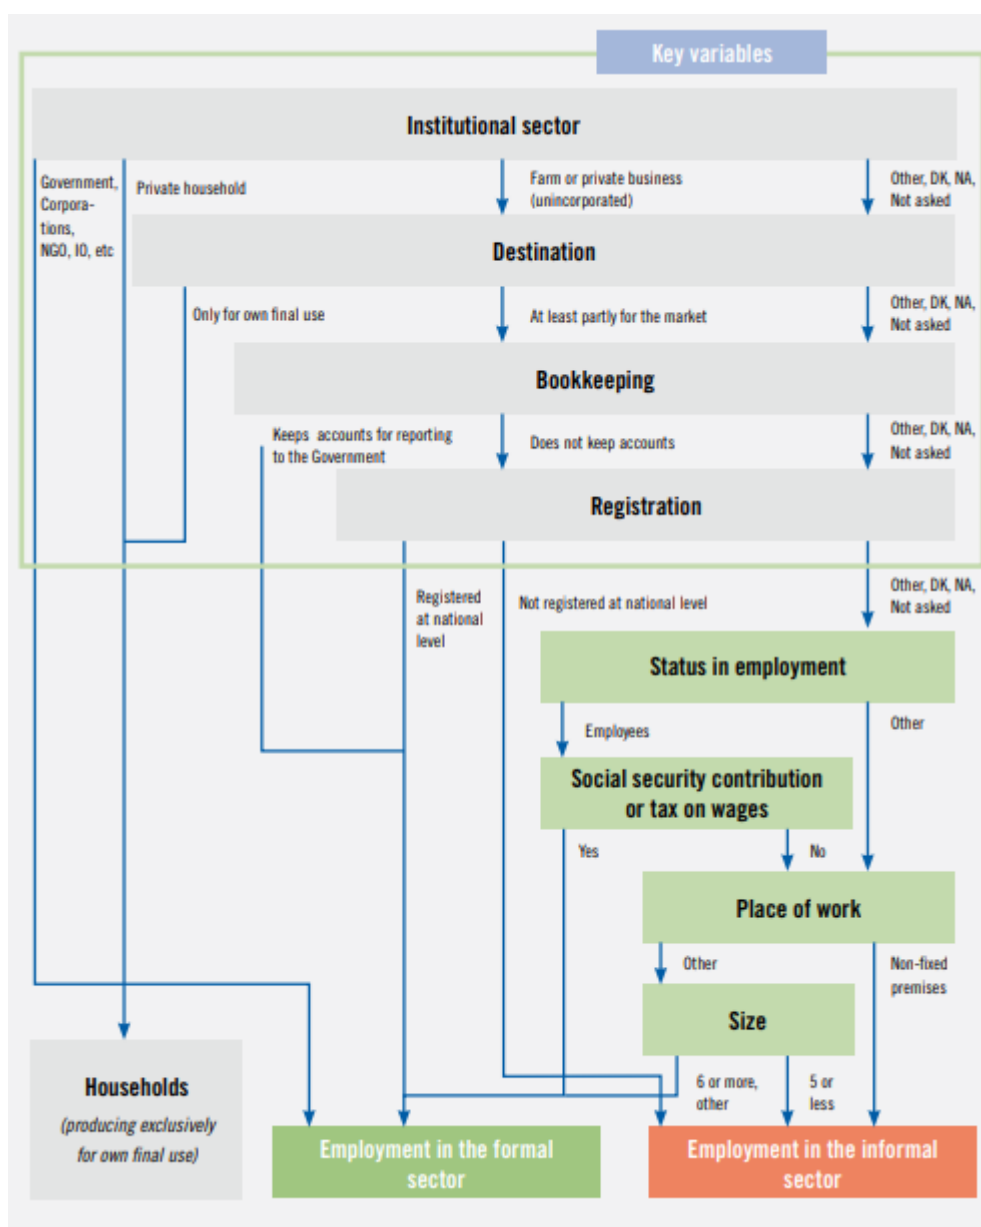 Key variables
Institutional sector
Government,
Corpora-
tions,
NGO, IO, etc
Private household
Farm or private business
(unincorporated)
Other, DK, NA,
Not asked
Destination
Only for own final use
At least partly for the market
Other, DK, NA,
Not asked
Bookkeeping
Keeps accounts for reporting
to the Government
Does not keep accounts
Other, DK, NA,
Not asked
Registration
Registered
at national
level
Not registered at national level
Other, DK, NA,
Not asked
Status in employment
Employees
Other
Social security contribution
or tax on wages
Yes
No
Place of work
Other
Non-fixed
premises
Size
6 or more,
other
5 or
less
Households
(producing exclusively
for own final use)
Employment in the formal
sector
Employment in the informal
sector